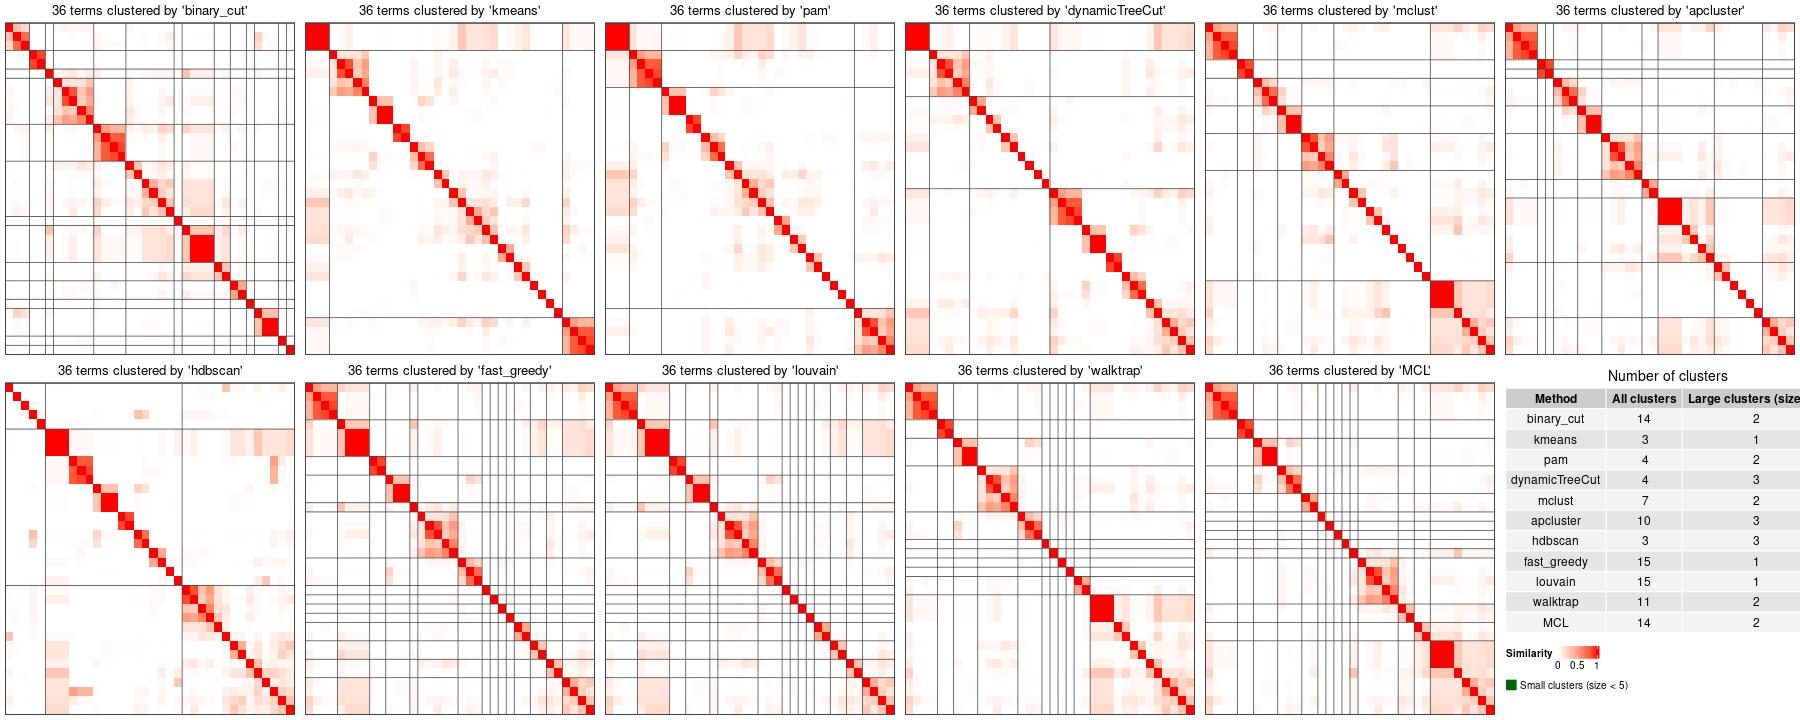 36 terms clustered by 'binary_cut'
36 terms clustered by 'kmeans'
36 terms clustered by 'pam'
36 terms clustered by 'dynamicTreeCut'
36 terms clustered by 'mclust'
36 terms clustered by 'apcluster'
36 terms clustered by 'hdbscan'
36 terms clustered by 'fast_greedy'
36 terms clustered by 'louvain'
36 terms clustered by 'walktrap'
36 terms clustered by 'MCL'
Number of clusters
Method All clusters Large clusters (size
binary_cut 14 2
kmeans 3 1
pam 4 2
dynamicTreeCut 4 3
mclust 7 2
apcluster 10 3
hdbscan 3 3
fast_greedy 15 1
louvain 15 1
walktrap 11 2
MCL 14 2
Similarity
0 0.5 1
Small clusters (size < 5)